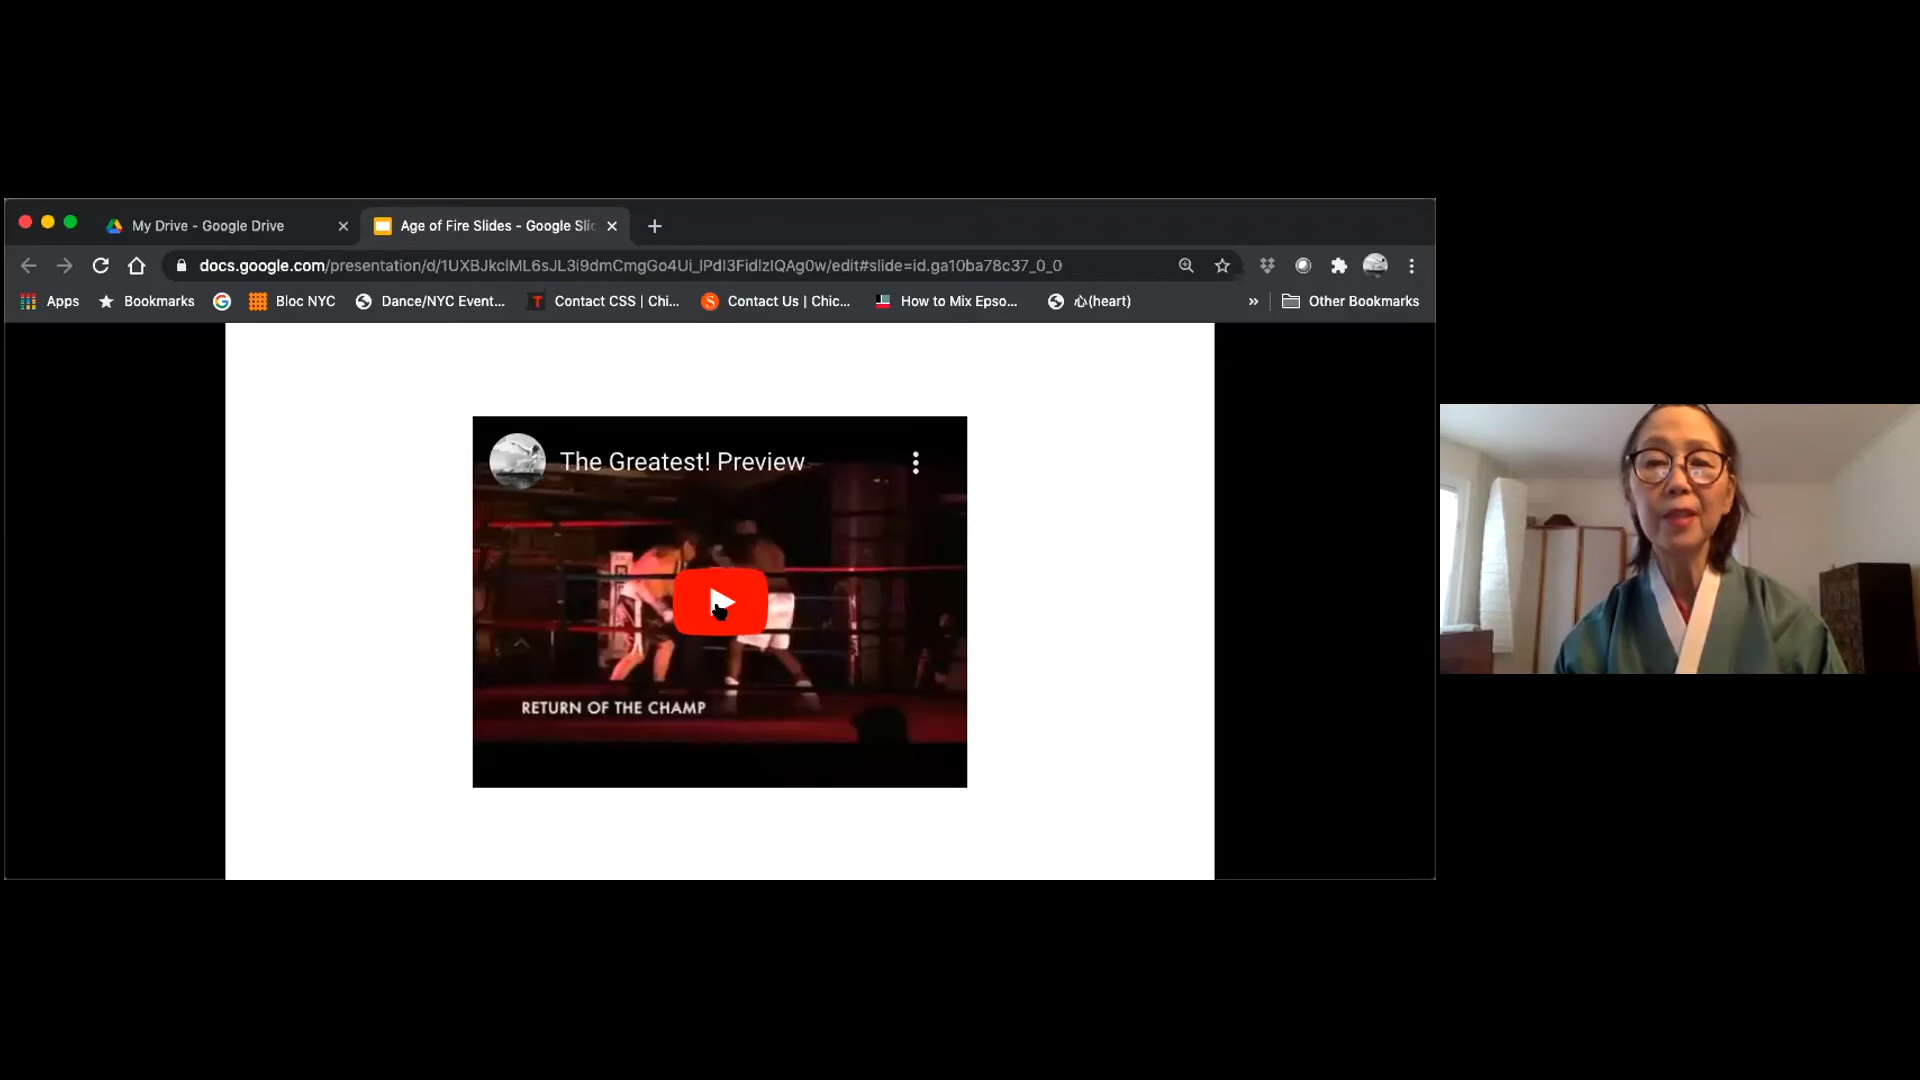 My Drive - Google Drive
Age of Fire Slides - Google Slic
docs.google.com/presentation/d/1UXBJkclML6sJL3i9dmCmgGo4Ui_lPdI3FidlzIQAg0w/edit#slide=id.ga10ba78c37_0_0
Apps
Bookmarks
Bloc NYC
Dance/NYC Event...
Contact CSS | Chi...
Contact Us | Chic...
How to Mix Epso...
心(heart)
»
Other Bookmarks
The Greatest! Preview
RETURN OF THE CHAMP